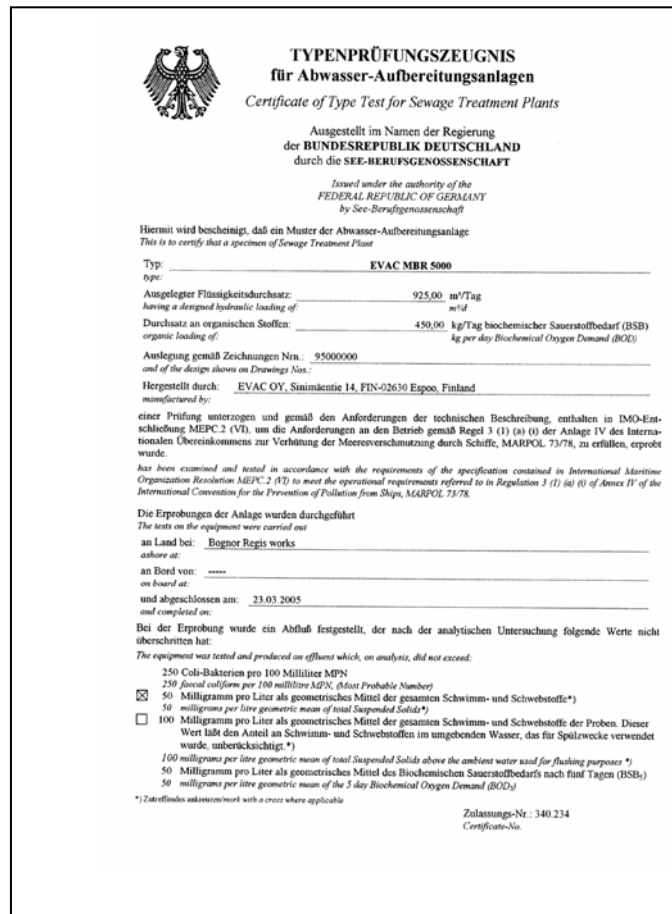 TYPENPRÜFUNGSZEUGNIS
für Abwasser-Aufbereitungsanlagen
Certificate of Type Test for Sewage Treatment Plants
Ausgestellt im Namen der Regierung
der BUNDESREPUBLIK DEUTSCHLAND
durch die SEE-BERUFSGENOSSENSCHAFT
Issued under the authority of the
FEDERAL REPUBLIC OF GERMANY
by See-Berufsgenossenschaft
Hiermit wird bescheinigt, daß ein Muster der Abwasser-Aufbereitungsanlage
This is to certify that a specimen of Sewage Treatment Plant
Typ: EVAC MBR 5000
type:
Ausgelegter Flüssigkeitsdurchsatz: 925,00 m³/Tag
having a designed hydraulic loading of: m³/d
Durchsatz an organischen Stoffen: 450,00 kg/Tag biochemischer Sauerstoffbedarf (BSB)
organic loading of: kg per day Biochemical Oxygen Demand (BOD)
Auslegung gemäß Zeichnungen Nrn.: 95000000
and of the design shown on Drawings Nos.:
Hergestellt durch: EVAC OY, Sinimäentie 14, FIN-02630 Espoo, Finland
manufactured by:
einer Prüfung unterzogen und gemäß den Anforderungen der technischen Beschreibung, enthalten in IMO-Ent-
schließung MEPC.2 (VI), um die Anforderungen an den Betrieb gemäß Regel 3 (1) (a) (i) der Anlage IV des Interna-
tionalen Übereinkommens zur Verhütung der Meeresverschmutzung durch Schiffe, MARPOL 73/78, zu erfüllen, erprobt
wurde.
has been examined and tested in accordance with the requirements of the specification contained in International Maritime
Organization Resolution MEPC.2 (VI) to meet the operational requirements referred to in Regulation 3 (1) (a) (i) of Annex IV of the
International Convention for the Prevention of Pollution from Ships, MARPOL 73/78.
Die Erprobungen der Anlage wurden durchgeführt
The tests on the equipment were carried out
an Land bei: Bognor Regis works
ashore at:
an Bord von: -----
on board at:
und abgeschlossen am: 23.03.2005
and completed on:
Bei der Erprobung wurde ein Abfluß festgestellt, der nach der analytischen Untersuchung folgende Werte nicht
überschritten hat:
The equipment was tested and produced an effluent which, on analysis, did not exceed:
250 Coli-Bakterien pro 100 Milliliter MPN
250 faecal coliform per 100 millilitre MPN, (Most Probable Number)
☒ 50 Milligramm pro Liter als geometrisches Mittel der gesamten Schwimm- und Schwebstoffe*)
50 milligrams per litre geometric mean of total Suspended Solids*)
☐ 100 Milligramm pro Liter als geometrisches Mittel der gesamten Schwimm- und Schwebstoffe der Proben. Dieser
Wert läßt den Anteil an Schwimm- und Schwebstoffen im umgebenden Wasser, das für Spülzwecke verwendet
wurde, unberücksichtigt.*)
100 milligrams per litre geometric mean of total Suspended Solids above the ambient water used for flushing purposes *)
50 Milligramm pro Liter als geometrisches Mittel des Biochemischen Sauerstoffbedarfs nach fünf Tagen (BSB₅)
50 milligrams per litre geometric mean of the 5 day Biochemical Oxygen Demand (BOD₅)
*) Zutreffendes ankreuzen/mark with a cross where applicable
Zulassungs-Nr.: 340.234
Certificate-No.